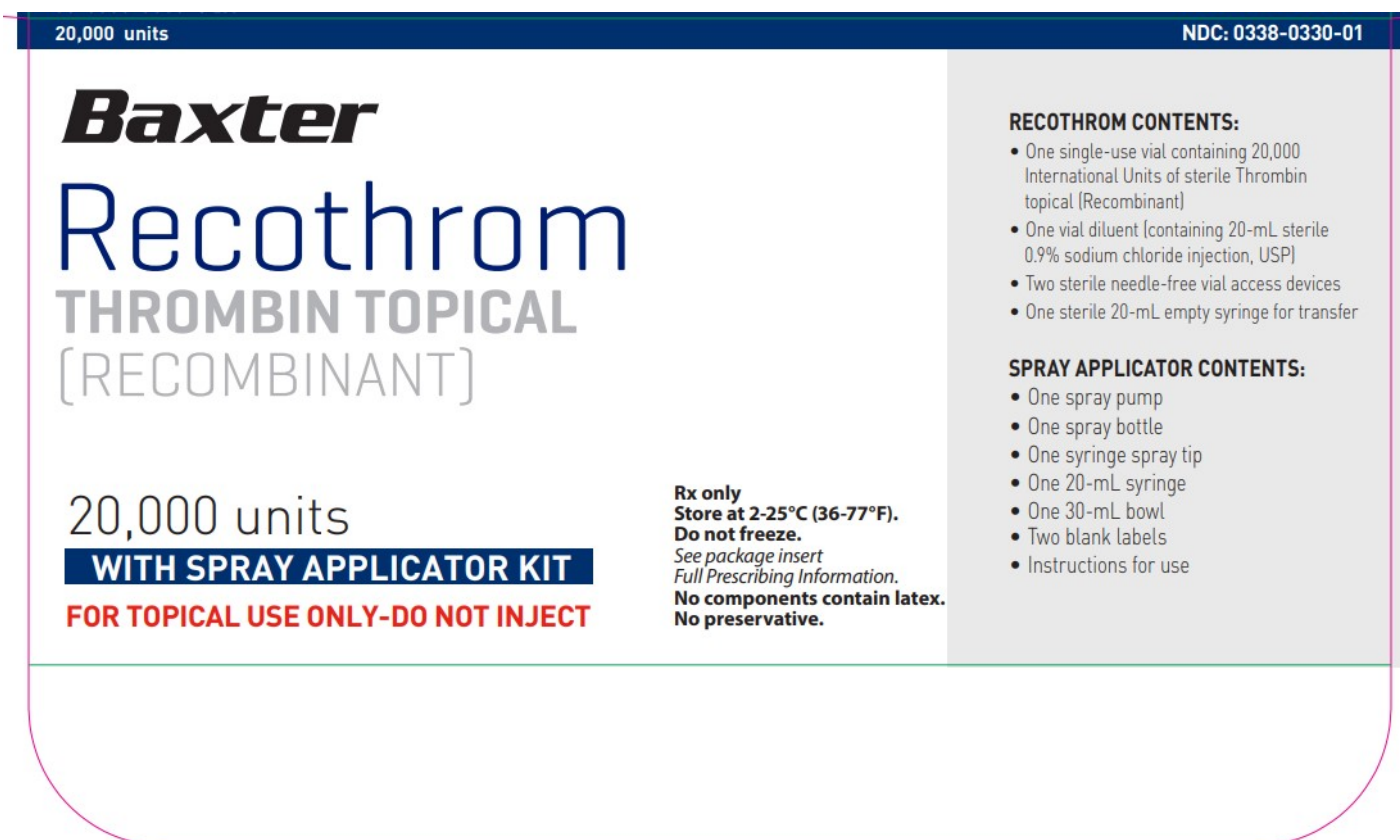 20,000 units
NDC: 0338-0330-01
Baxter
Recothrom
THROMBIN TOPICAL
(RECOMBINANT)
20,000 units
WITH SPRAY APPLICATOR KIT
FOR TOPICAL USE ONLY-DO NOT INJECT
Rx only
Store at 2-25°C (36-77°F).
Do not freeze.
See package insert
Full Prescribing Information.
No components contain latex.
No preservative.
RECOTHROM CONTENTS:
• One single-use vial containing 20,000
International Units of sterile Thrombin
topical (Recombinant)
• One vial diluent (containing 20-mL sterile
0.9% sodium chloride injection, USP)
• Two sterile needle-free vial access devices
• One sterile 20-mL empty syringe for transfer
SPRAY APPLICATOR CONTENTS:
• One spray pump
• One spray bottle
• One syringe spray tip
• One 20-mL syringe
• One 30-mL bowl
• Two blank labels
• Instructions for use